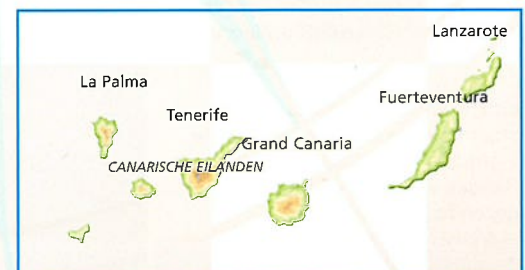 Lanzarote
La Palma
Fuerteventura
Tenerife
Grand Canaria
CANARISCHE EILANDEN